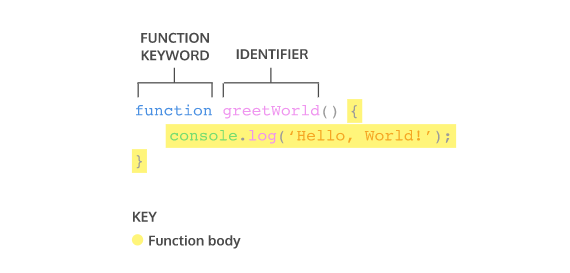 FUNCTION
KEYWORD
IDENTIFIER
function greetWorld() {
console.log(‘Hello, World!’);
}
KEY
Function body